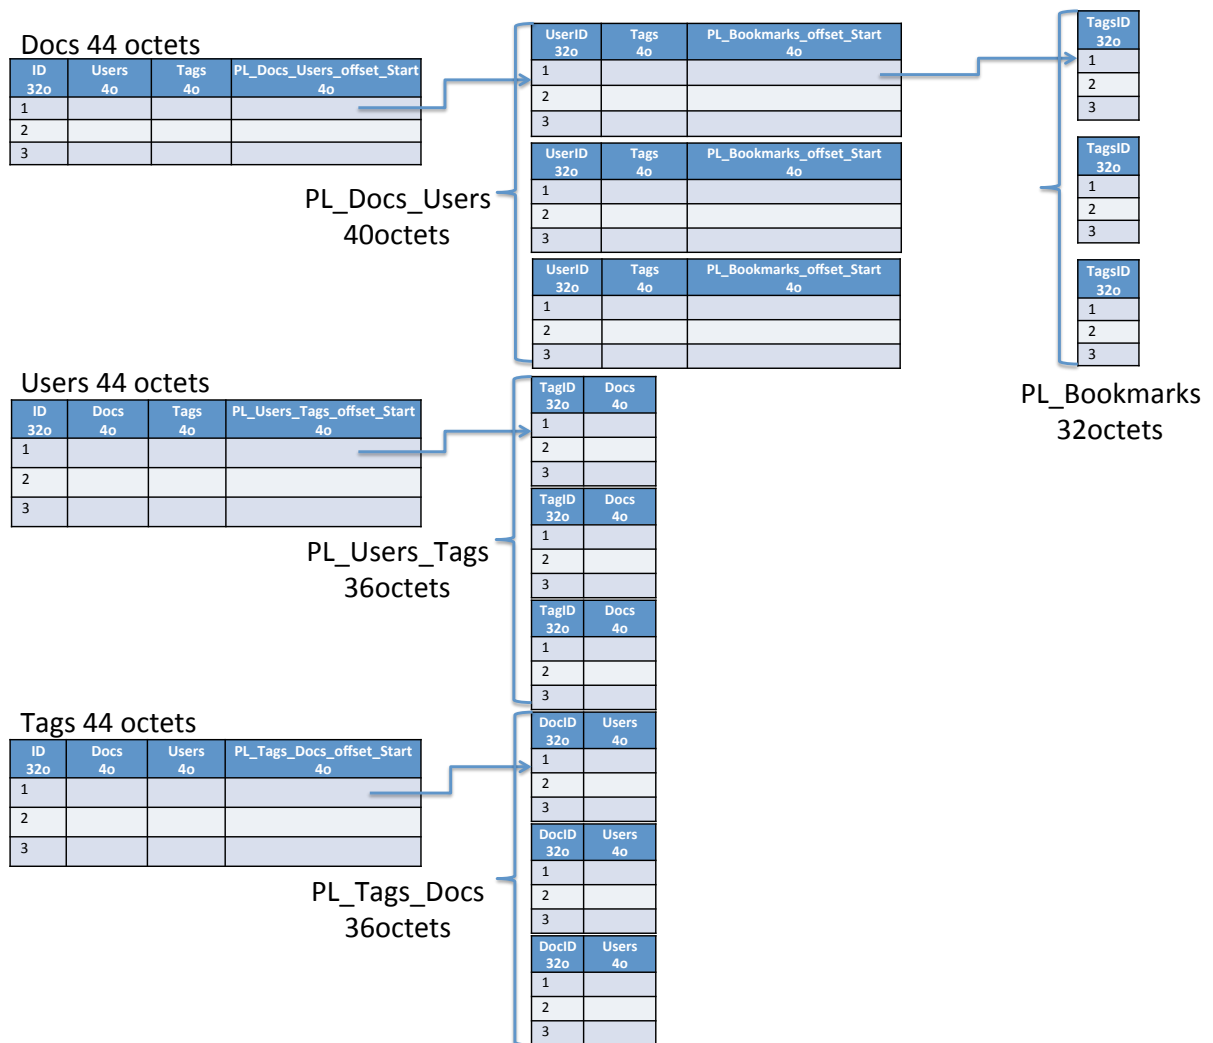 Docs 44 octets
ID Users Tags PL_Docs_Users_offset_Start
32o 4o 4o 4o
1
2
3
UserID Tags PL_Bookmarks_offset_Start
32o 4o 4o
1
2
3
UserID Tags PL_Bookmarks_offset_Start
32o 4o 4o
1
2
3
UserID Tags PL_Bookmarks_offset_Start
32o 4o 4o
1
2
3
PL_Docs_Users
40octets
TagsID
32o
1
2
3
TagsID
32o
1
2
3
TagsID
32o
1
2
3
PL_Bookmarks
32octets
Users 44 octets
ID Docs Tags PL_Users_Tags_offset_Start
32o 4o 4o 4o
1
2
3
TagID Docs
32o 4o
1
2
3
TagID Docs
32o 4o
1
2
3
TagID Docs
32o 4o
1
2
3
PL_Users_Tags
36octets
Tags 44 octets
ID Docs Users PL_Tags_Docs_offset_Start
32o 4o 4o 4o
1
2
3
DocID Users
32o 4o
1
2
3
DocID Users
32o 4o
1
2
3
DocID Users
32o 4o
1
2
3
PL_Tags_Docs
36octets